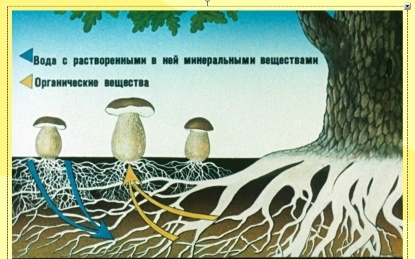 Вода с растворенными в ней минеральными веществами
Органические вещества